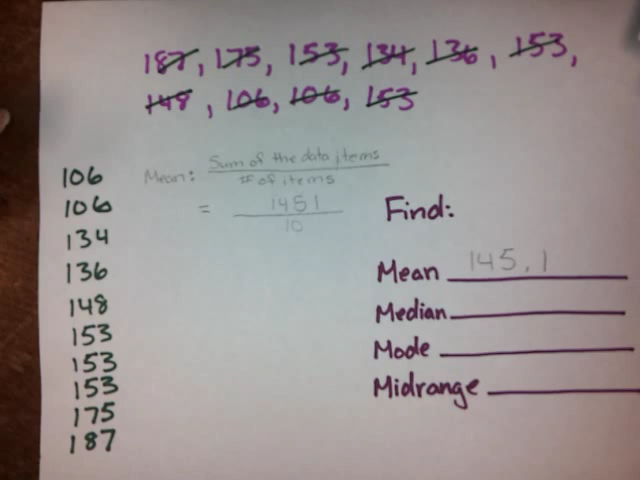 187, 175, 153, 134, 136, 153,
148, 106, 106, 153
Mean: Sum of the data items
# of items
= 1451
10
106
106
134
136
148
153
153
153
175
187
Find:
Mean 145.1
Median
Mode
Midrange